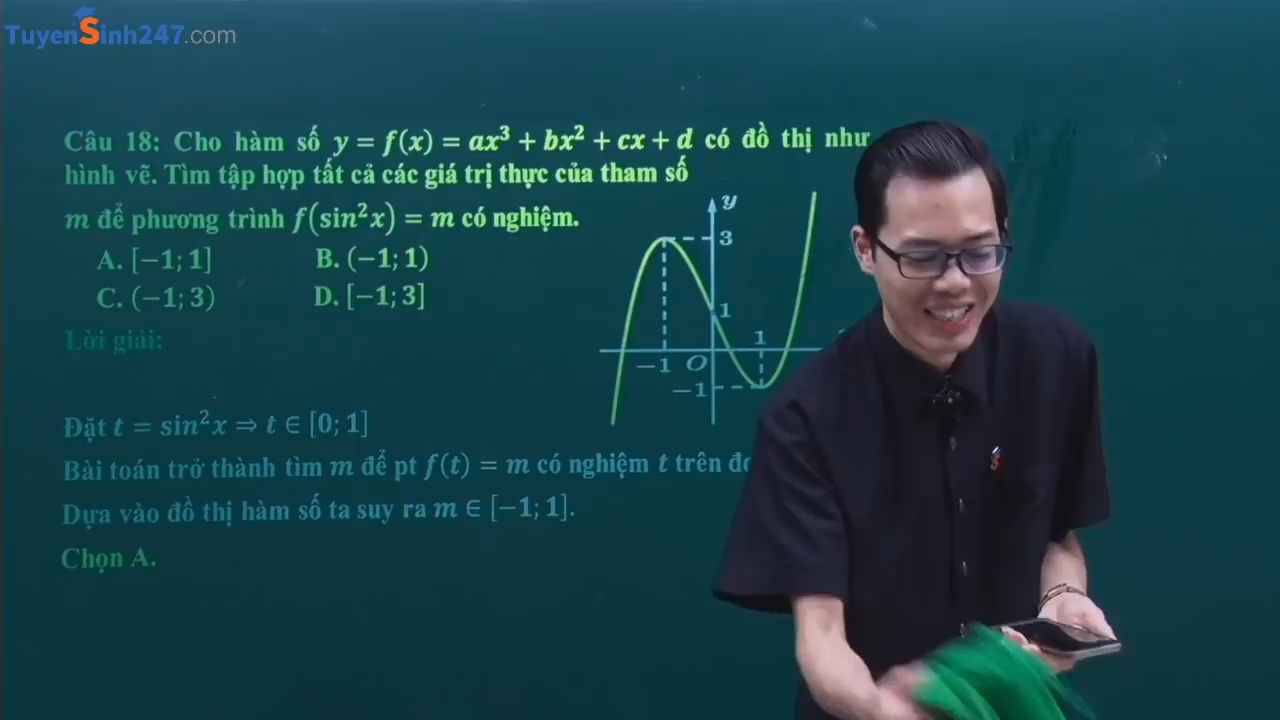 TuyenSinh247.com
Câu 18: Cho hàm số y = f(x) = ax³ + bx² + cx + d có đồ thị như
hình vẽ. Tìm tập hợp tất cả các giá trị thực của tham số
m để phương trình f(sin²x) = m có nghiệm.
A. [−1; 1] B. (−1; 1)
C. (−1; 3) D. [−1; 3]
Lời giải:
y
3
1
1
−1 O
−1
Đặt t = sin²x ⇒ t ∈ [0; 1]
Bài toán trở thành tìm m để pt f(t) = m có nghiệm t trên
Dựa vào đồ thị hàm số ta suy ra m ∈ [−1; 1].
Chọn A.